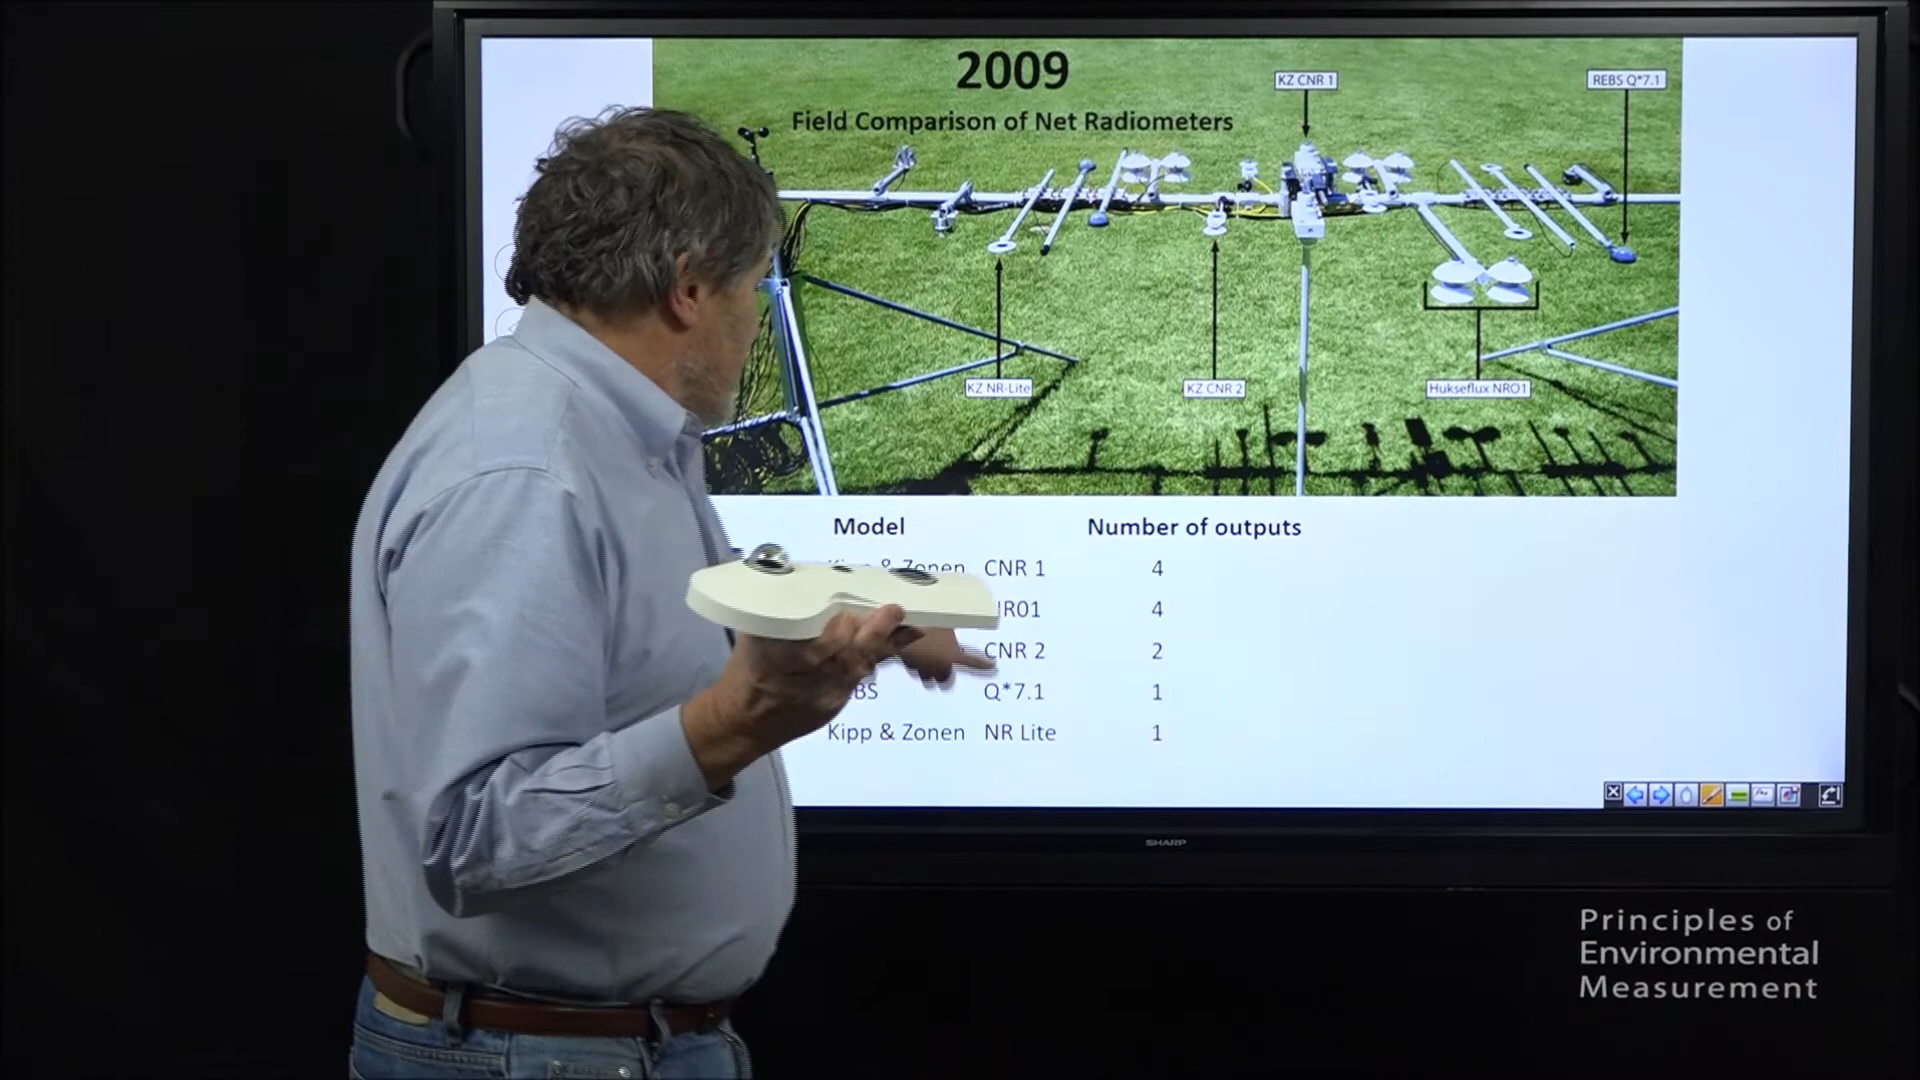 2009
Field Comparison of Net Radiometers
KZ CNR 1
REBS Q*7.1
KZ NR-Lite
KZ CNR 2
Hukseflux NR01
Model Number of outputs
Kipp & Zonen CNR 1 4
4
CNR 2 2
Q*7.1 1
Kipp & Zonen NR Lite 1
SHARP
Principles of
Environmental
Measurement